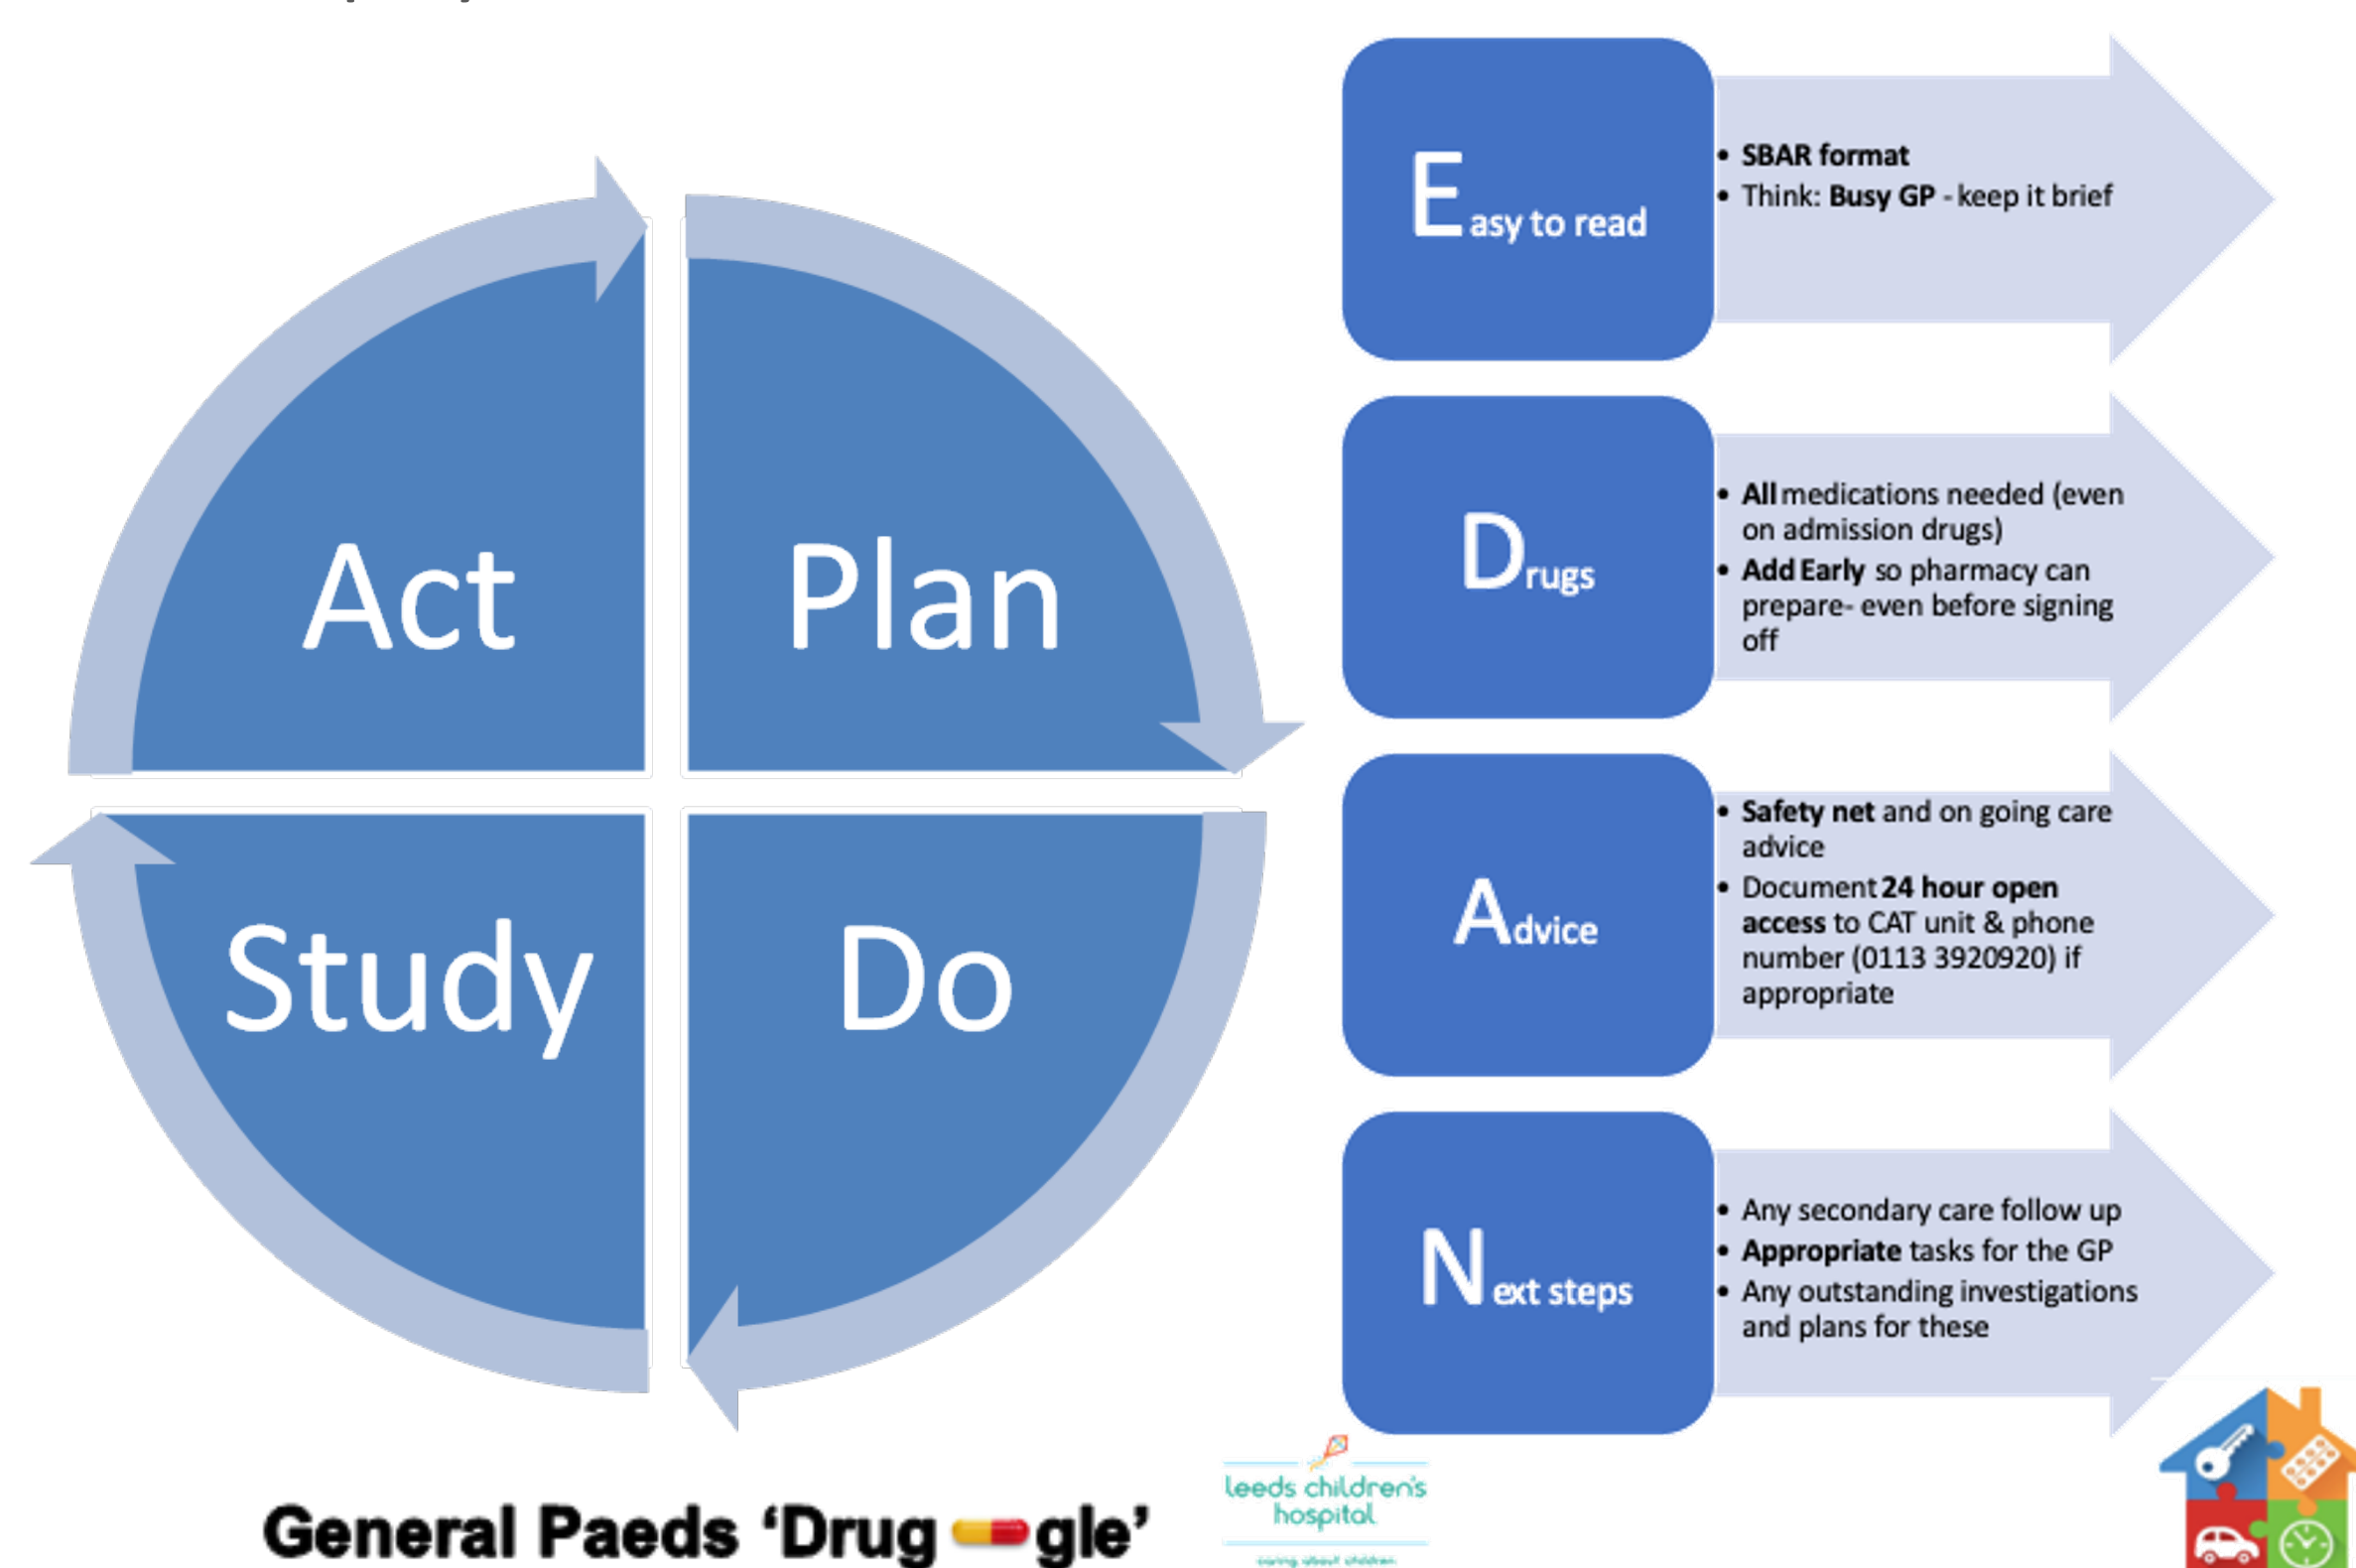 Act
Plan
Study
Do
Easy to read
• SBAR format
• Think: Busy GP - keep it brief
Drugs
• All medications needed (even
on admission drugs)
• Add Early so pharmacy can
prepare- even before signing
off
Advice
• Safety net and on going care
advice
• Document 24 hour open
access to CAT unit & phone
number (0113 3920920) if
appropriate
Next steps
• Any secondary care follow up
• Appropriate tasks for the GP
• Any outstanding investigations
and plans for these
General Paeds ‘Drug gle’
leeds children's
hospital
caring about children